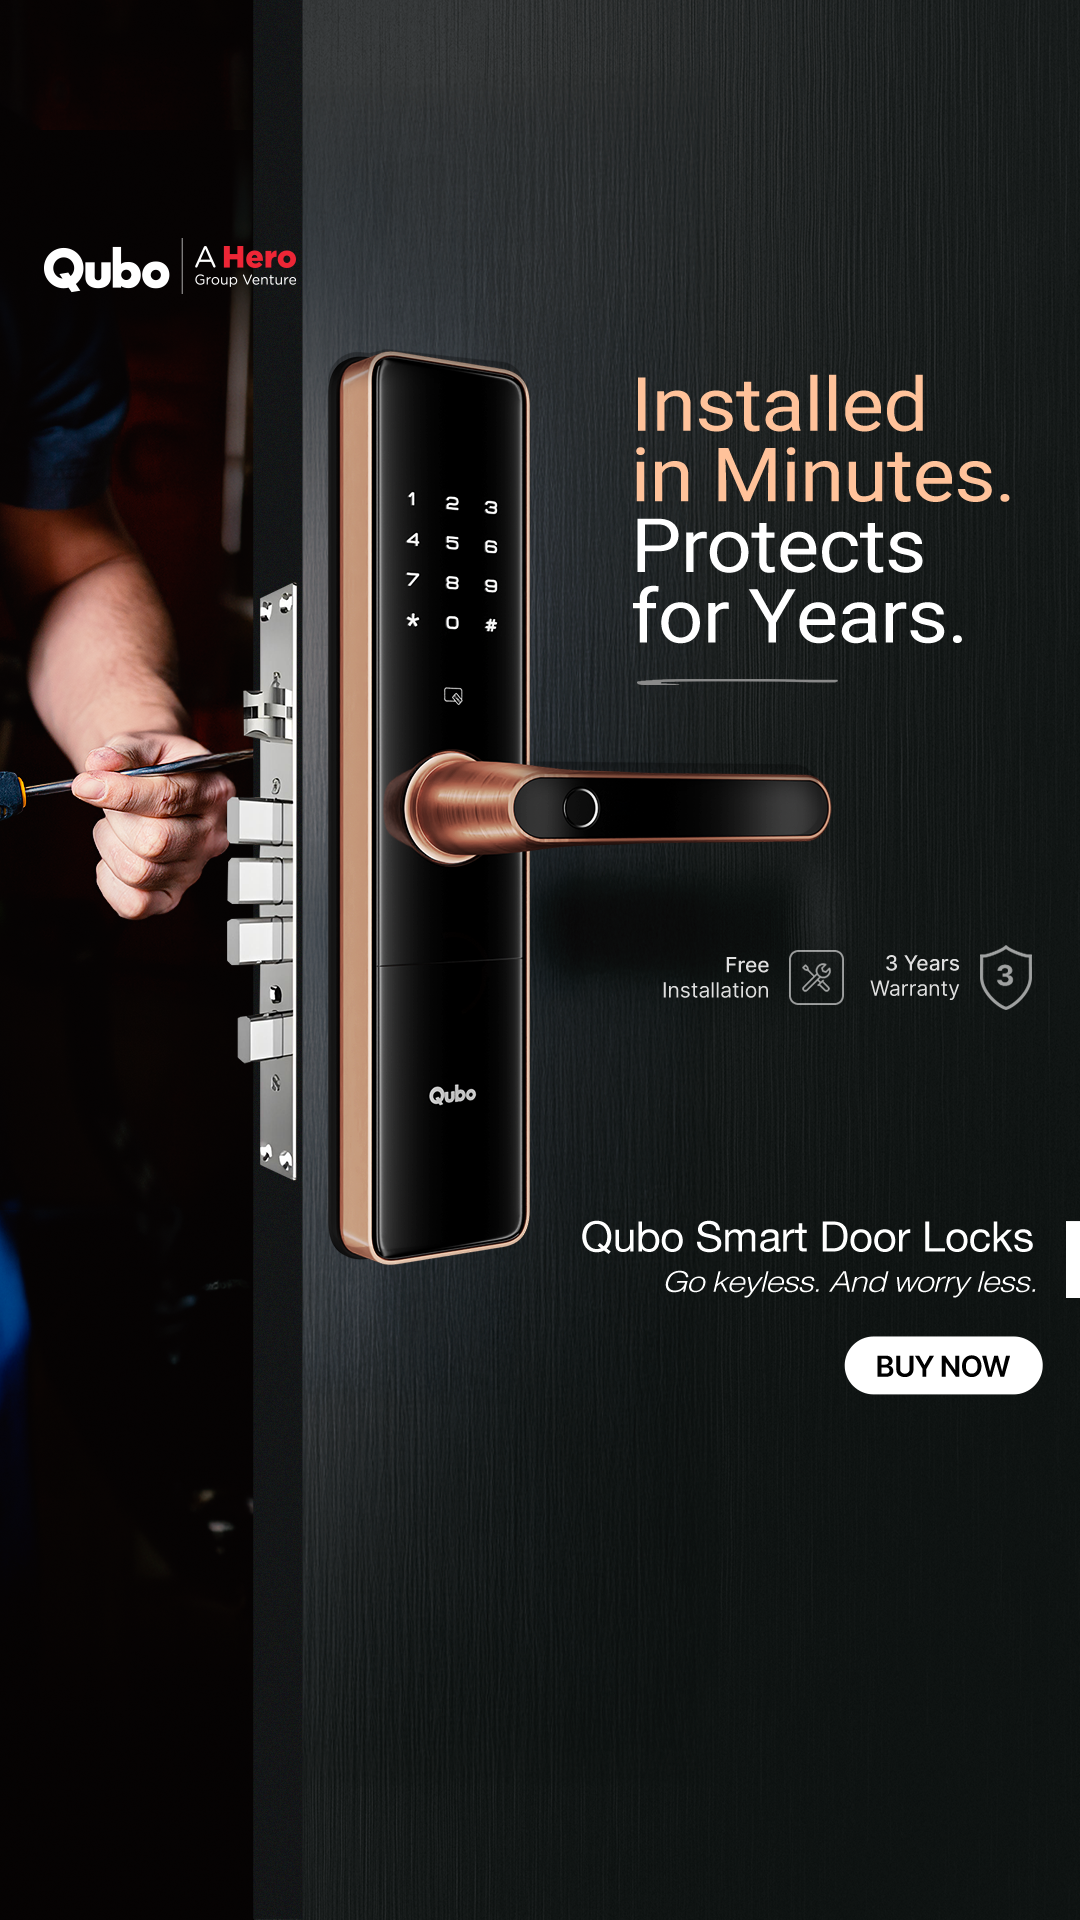 Qubo
A Hero
Group Venture
Installed
in Minutes.
Protects
for Years.
1 2 3
4 5 6
7 8 9
* 0 #
Free
Installation
3 Years
Warranty
3
Qubo
Qubo Smart Door Locks
Go keyless. And worry less.
BUY NOW